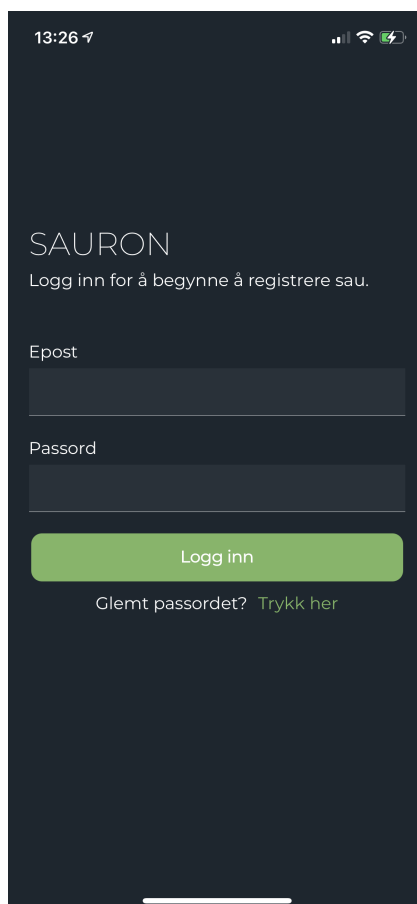 13:26
SAURON
Logg inn for å begynne å registrere sau.
Epost
Passord
Logg inn
Glemt passordet? Trykk her